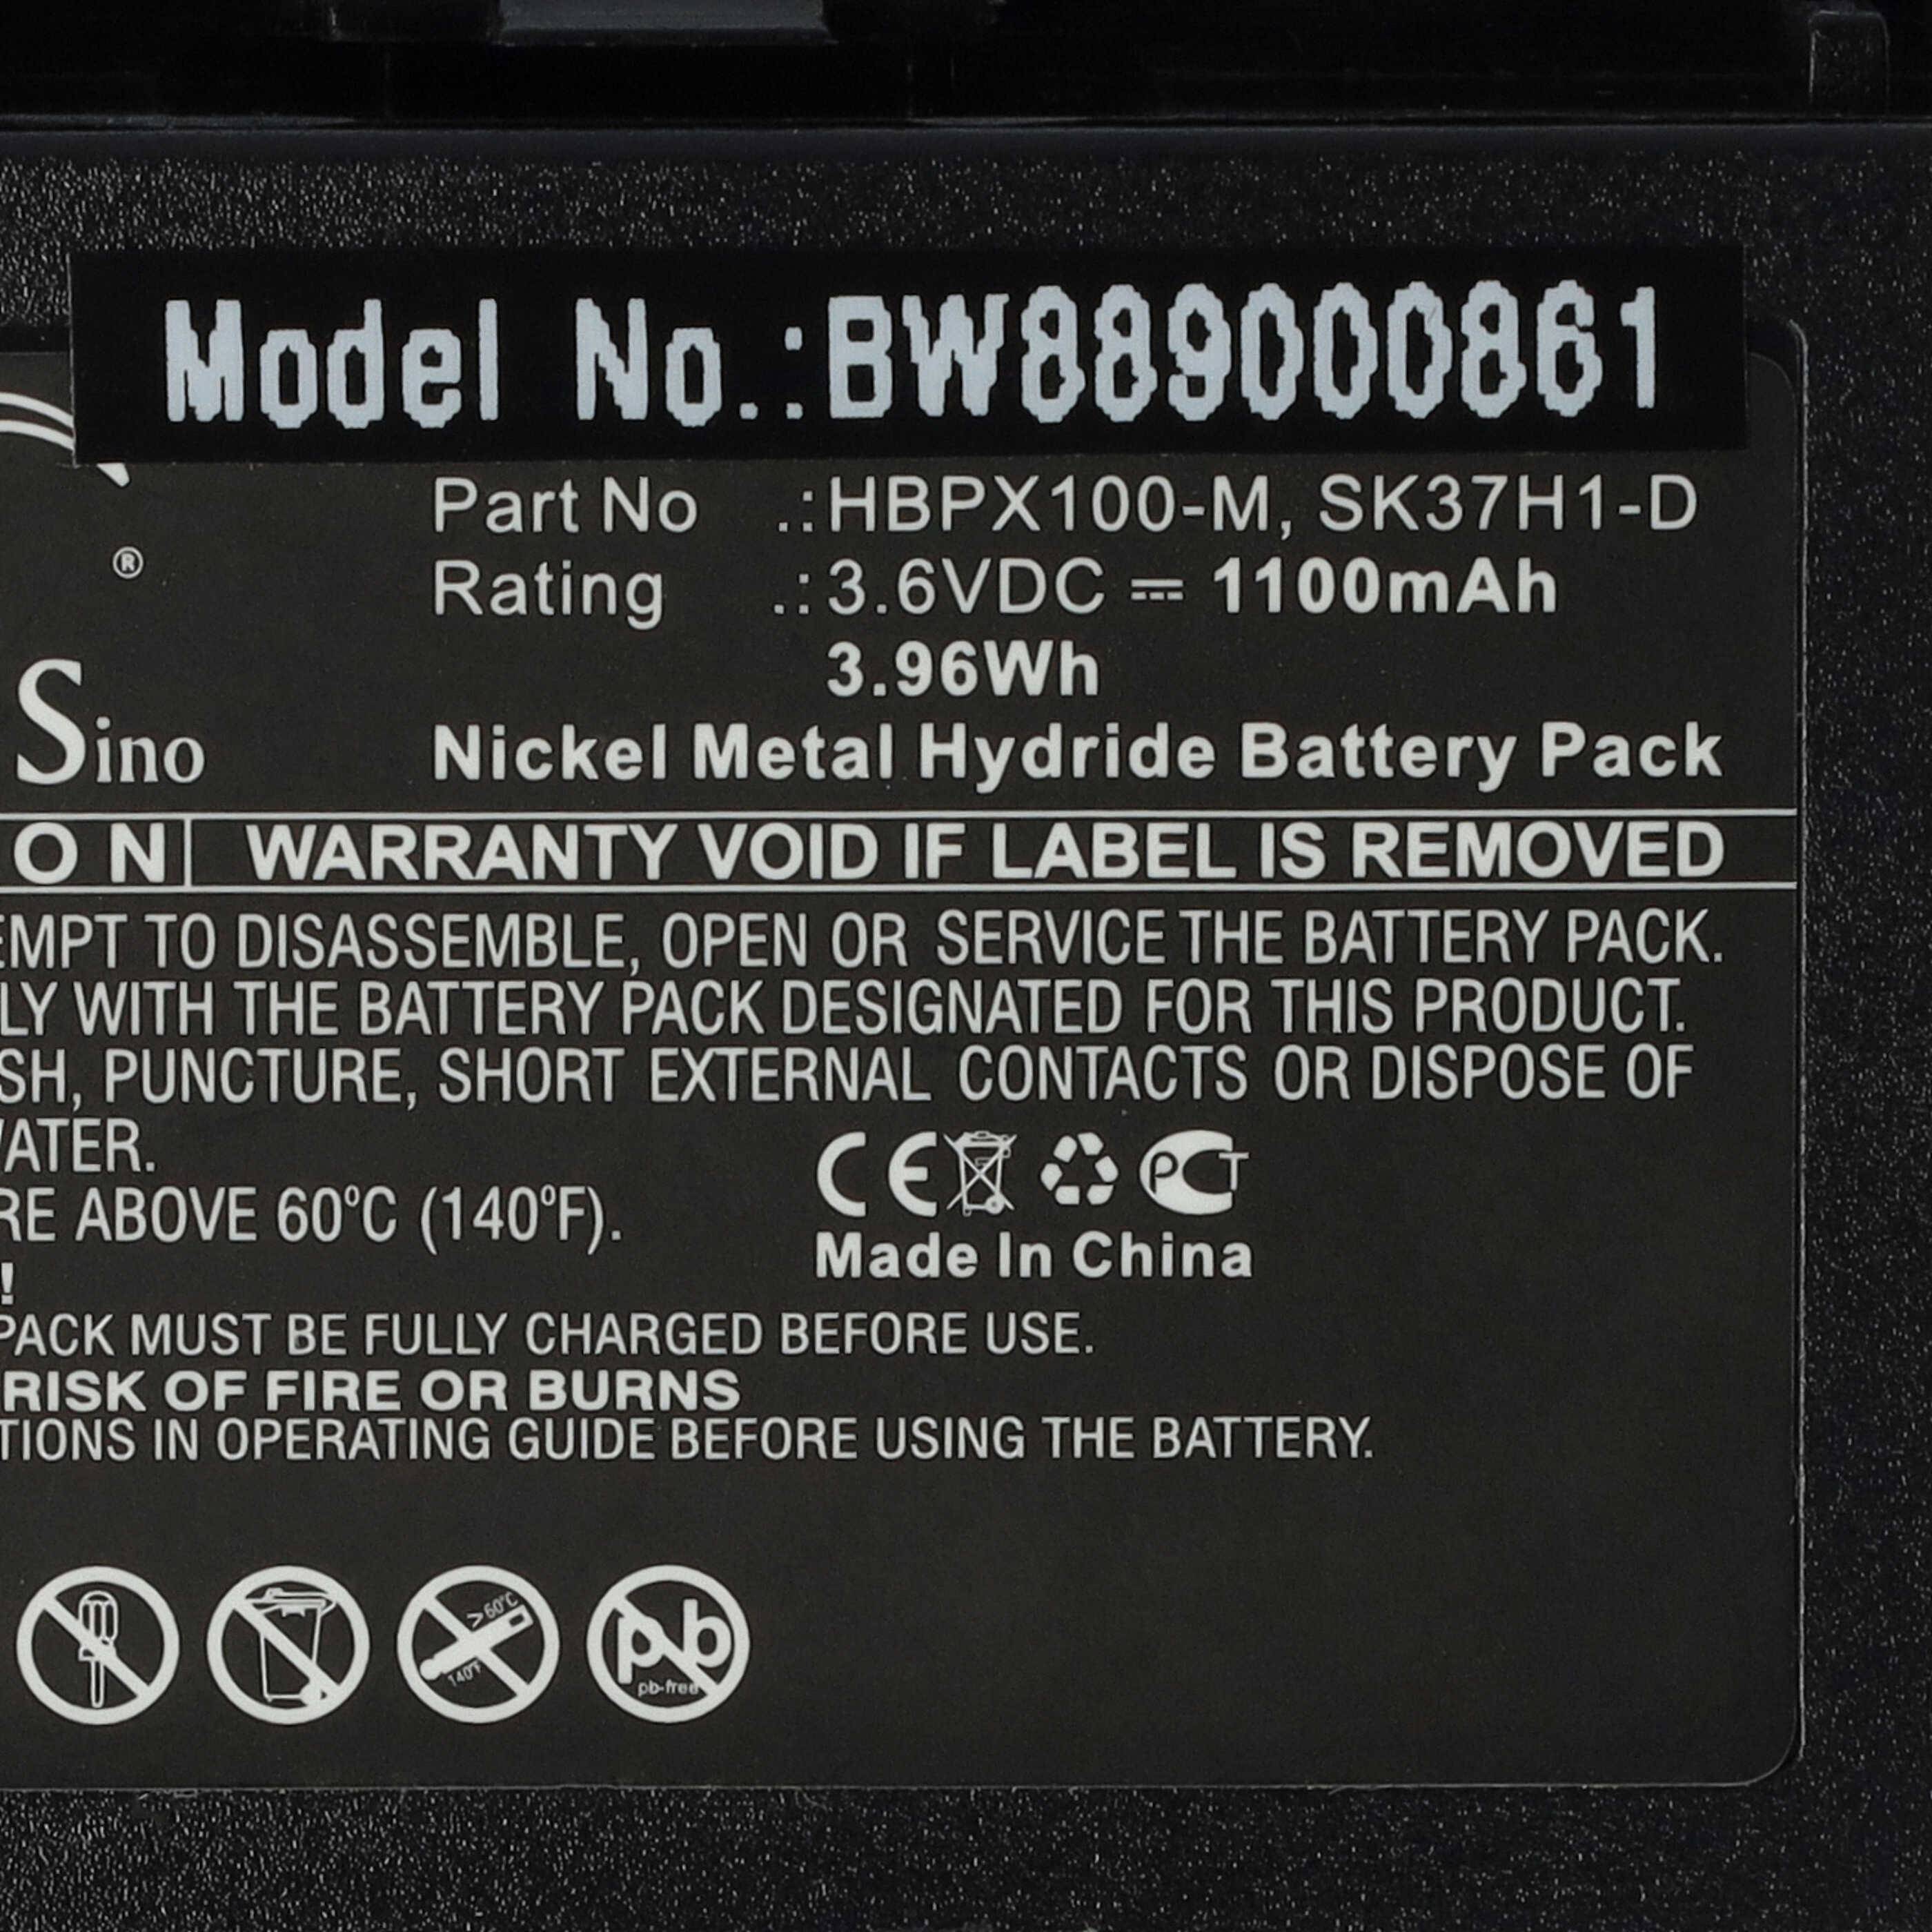 Model No.:BW889000861
Part No .:HBPX100-M, SK37H1-D
®
Rating .:3.6VDC ⎓ 1100mAh
3.96Wh
Sino
Nickel Metal Hydride Battery Pack
ON WARRANTY VOID IF LABEL IS REMOVED
EMPT TO DISASSEMBLE, OPEN OR SERVICE THE BATTERY PACK.
LY WITH THE BATTERY PACK DESIGNATED FOR THIS PRODUCT.
SH, PUNCTURE, SHORT EXTERNAL CONTACTS OR DISPOSE OF
WATER.
RE ABOVE 60°C (140°F).
CE PCT
Made In China
!
PACK MUST BE FULLY CHARGED BEFORE USE.
RISK OF FIRE OR BURNS
TIONS IN OPERATING GUIDE BEFORE USING THE BATTERY.
>60°C
140°F
pb
pb-free